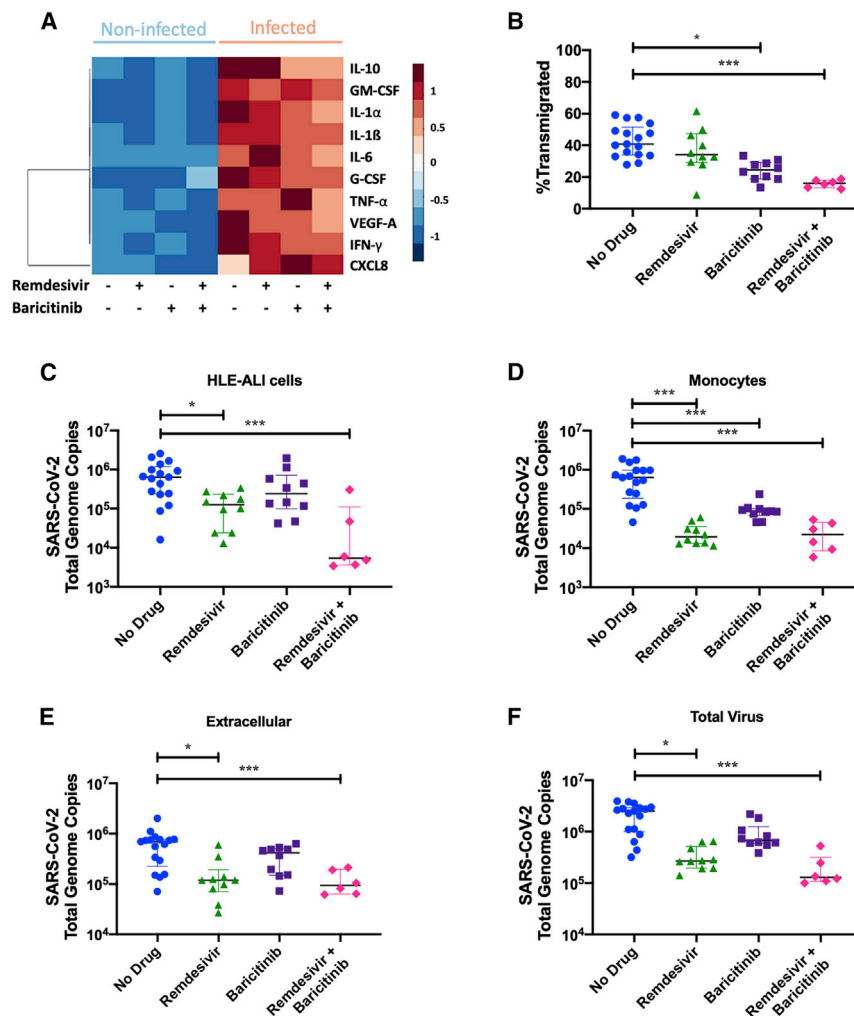 A
Non-infected Infected
IL-10
GM-CSF
IL-1α
IL-1ß
IL-6
G-CSF
TNF-α
VEGF-A
IFN-γ
CXCL8
1
0.5
0
-0.5
-1
Remdesivir - + - + - + - +
Baricitinib - - + + - - + +
B
*
***
%Transmigrated
100
80
60
40
20
0
No Drug
Remdesivir
Baricitinib
Remdesivir +
Baricitinib
C
HLE-ALI cells
*
***
SARS-CoV-2
Total Genome Copies
10⁷
10⁶
10⁵
10⁴
10³
No Drug
Remdesivir
Baricitinib
Remdesivir +
Baricitinib
D
Monocytes
***
***
***
SARS-CoV-2
Total Genome Copies
10⁷
10⁶
10⁵
10⁴
10³
No Drug
Remdesivir
Baricitinib
Remdesivir +
Baricitinib
E
Extracellular
*
***
SARS-CoV-2
Total Genome Copies
10⁷
10⁶
10⁵
10⁴
No Drug
Remdesivir
Baricitinib
Remdesivir +
Baricitinib
F
Total Virus
*
***
SARS-CoV-2
Total Genome Copies
10⁷
10⁶
10⁵
10⁴
No Drug
Remdesivir
Baricitinib
Remdesivir +
Baricitinib